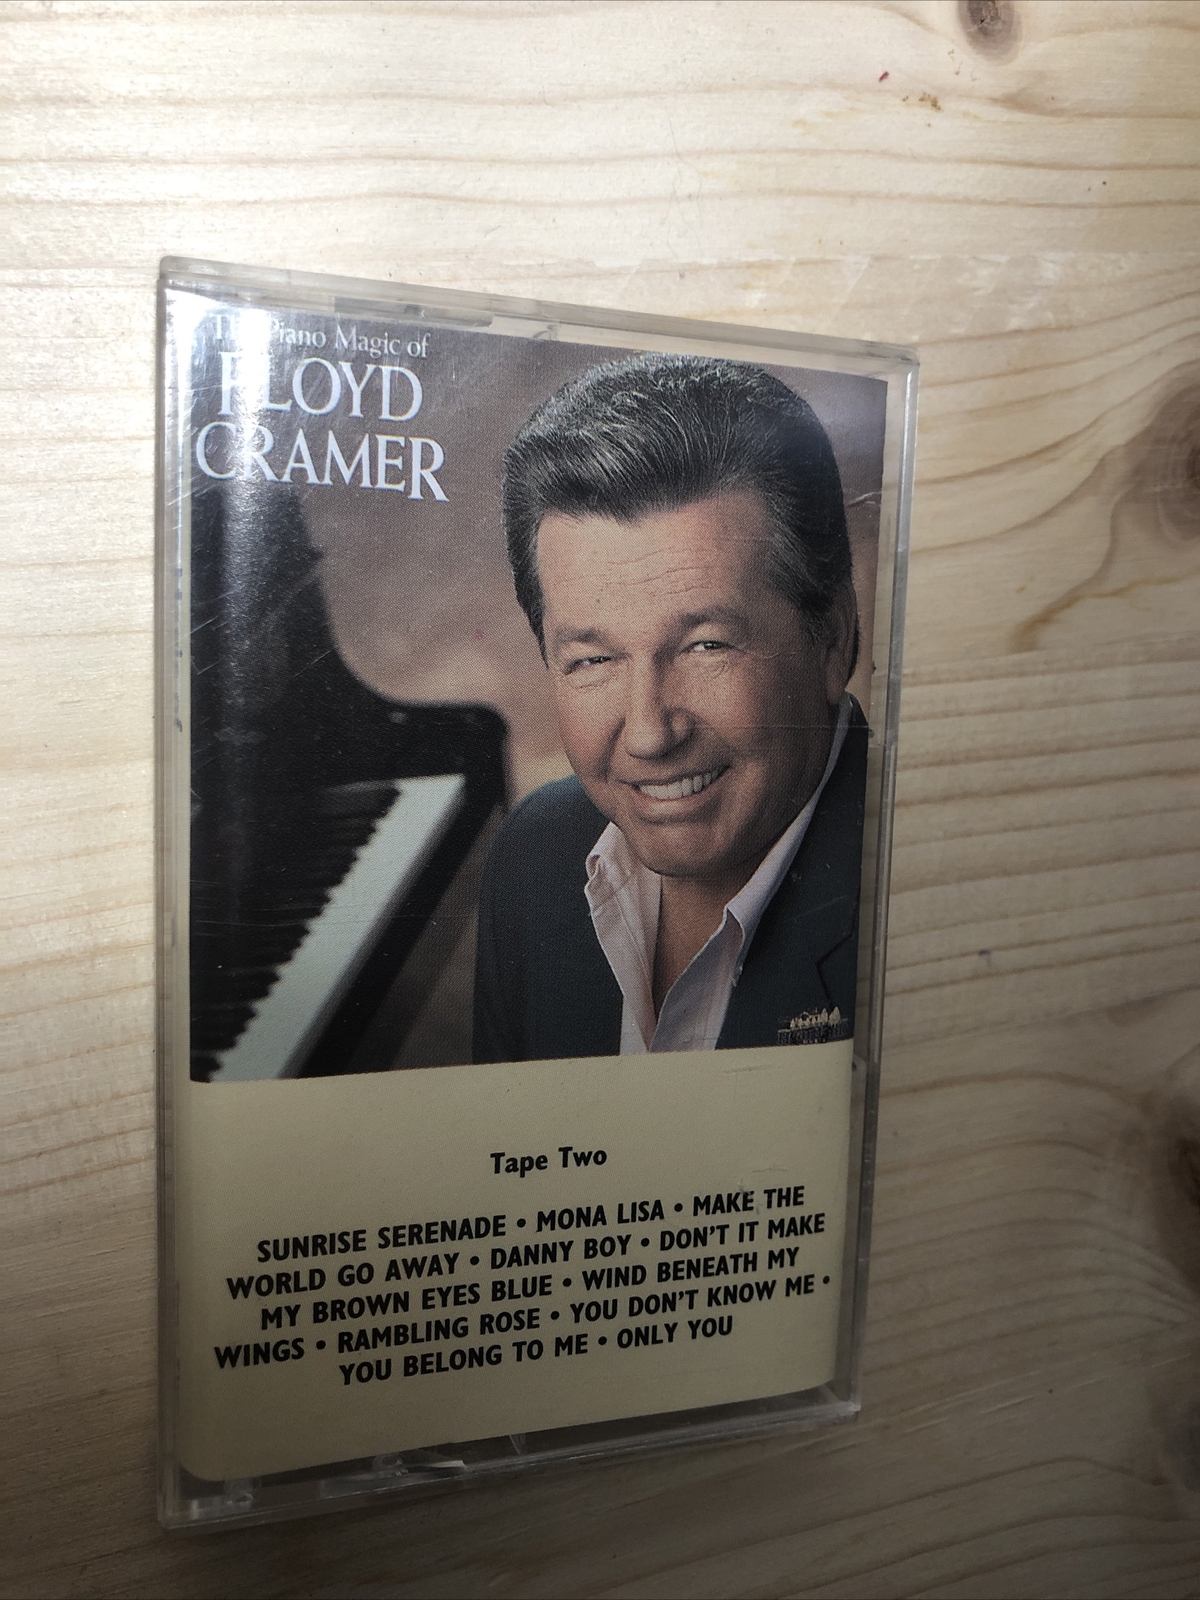 The Piano Magic of
FLOYD
CRAMER
Tape Two
SUNRISE SERENADE • MONA LISA • MAKE THE
WORLD GO AWAY • DANNY BOY • DON'T IT MAKE
MY BROWN EYES BLUE • WIND BENEATH MY
WINGS • RAMBLING ROSE • YOU DON'T KNOW ME •
YOU BELONG TO ME • ONLY YOU